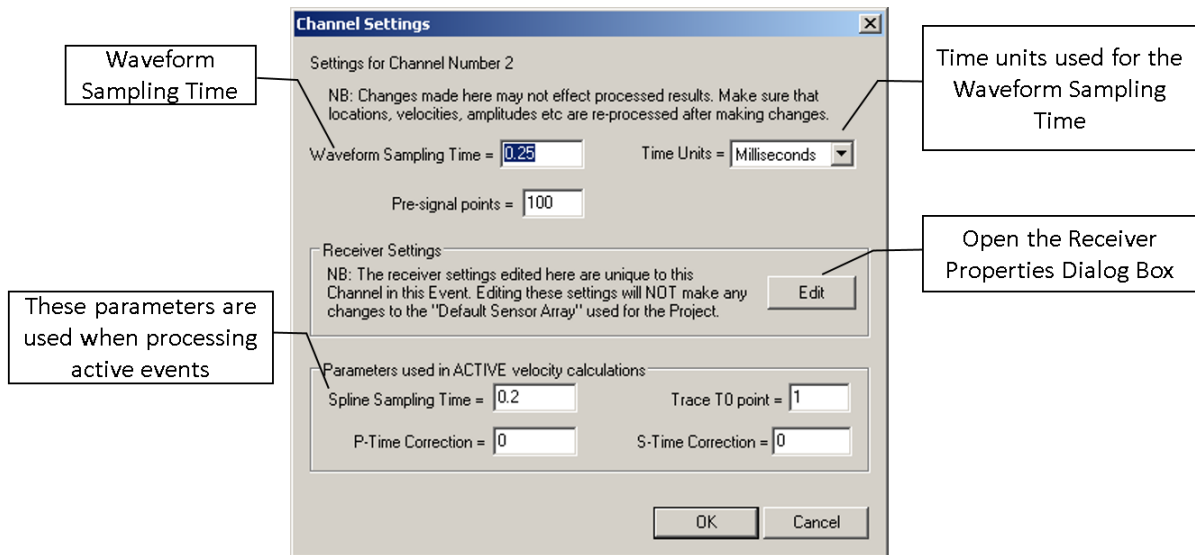 Channel Settings
Waveform
Sampling Time
Settings for Channel Number 2
NB: Changes made here may not effect processed results. Make sure that
locations, velocities, amplitudes etc are re-processed after making changes.
Time units used for the
Waveform Sampling
Time
Waveform Sampling Time = 0.25
Time Units = Milliseconds
Pre-signal points = 100
Receiver Settings
NB: The receiver settings edited here are unique to this
Channel in this Event. Editing these settings will NOT make any
changes to the "Default Sensor Array" used for the Project.
Edit
Open the Receiver
Properties Dialog Box
These parameters are
used when processing
active events
Parameters used in ACTIVE velocity calculations
Spline Sampling Time = 0.2
Trace T0 point = 1
P-Time Correction = 0
S-Time Correction = 0
OK
Cancel